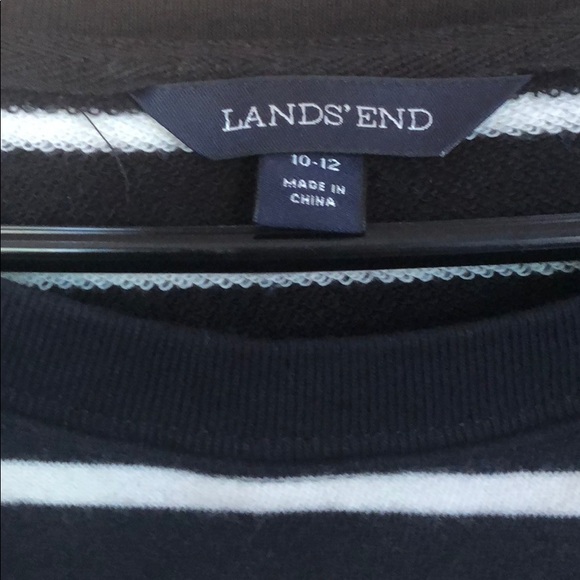 LANDS' END
10-12
MADE IN
CHINA